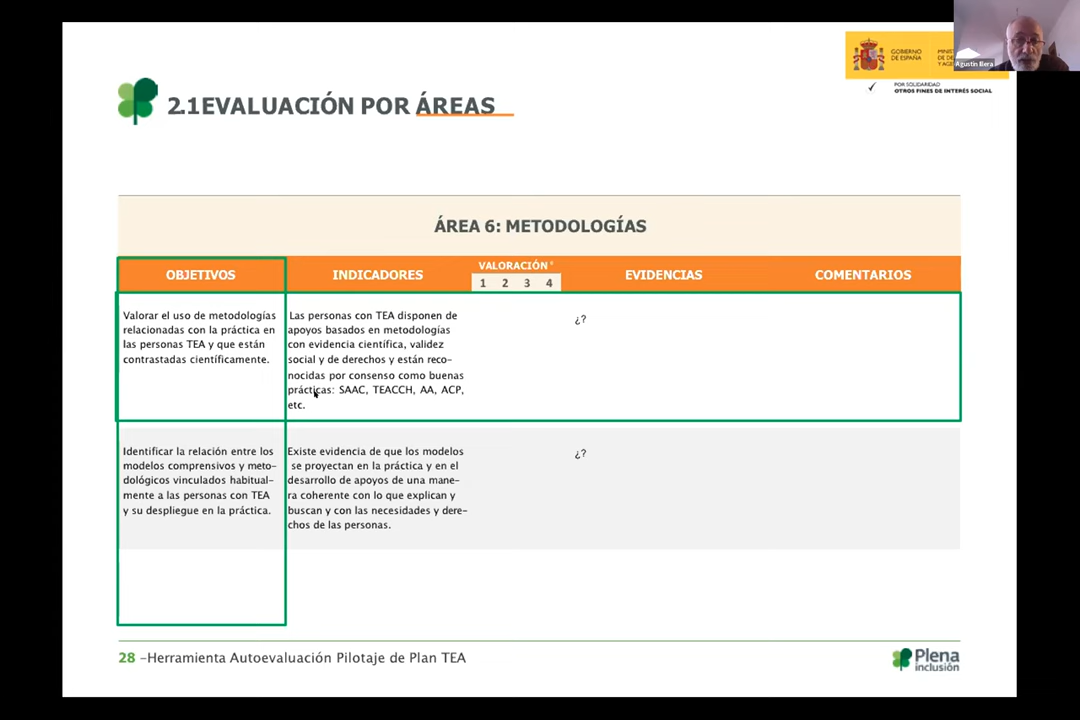 GOBIERNO
DE ESPAÑA
POR SOLIDARIDAD
OTROS FINES DE INTERÉS SOCIAL
Agustín Illera
2.1EVALUACIÓN POR ÁREAS
ÁREA 6: METODOLOGÍAS
OBJETIVOS
INDICADORES
VALORACIÓN*
1 2 3 4
EVIDENCIAS
COMENTARIOS
Valorar el uso de metodologías
relacionadas con la práctica en
las personas TEA y que están
contrastadas científicamente.
Las personas con TEA disponen de
apoyos basados en metodologías
con evidencia científica, validez
social y de derechos y están reco-
nocidas por consenso como buenas
prácticas: SAAC, TEACCH, AA, ACP,
etc.
¿?
Identificar la relación entre los
modelos comprensivos y meto-
dológicos vinculados habitual-
mente a las personas con TEA
y su despliegue en la práctica.
Existe evidencia de que los modelos
se proyectan en la práctica y en el
desarrollo de apoyos de una mane-
ra coherente con lo que explican y
buscan y con las necesidades y dere-
chos de las personas.
¿?
28 -Herramienta Autoevaluación Pilotaje de Plan TEA
Plena
inclusión